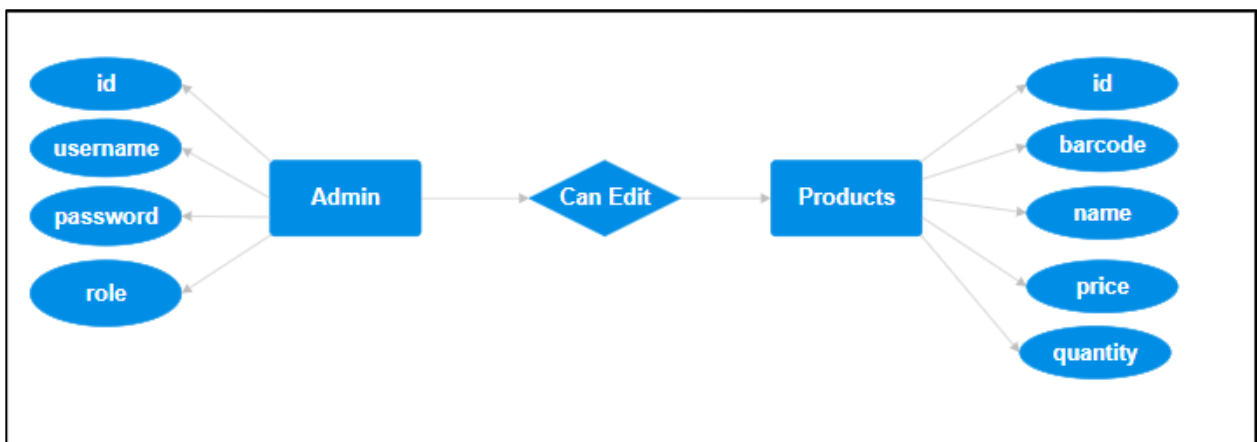 id
username
password
role
Admin
Can Edit
Products
id
barcode
name
price
quantity